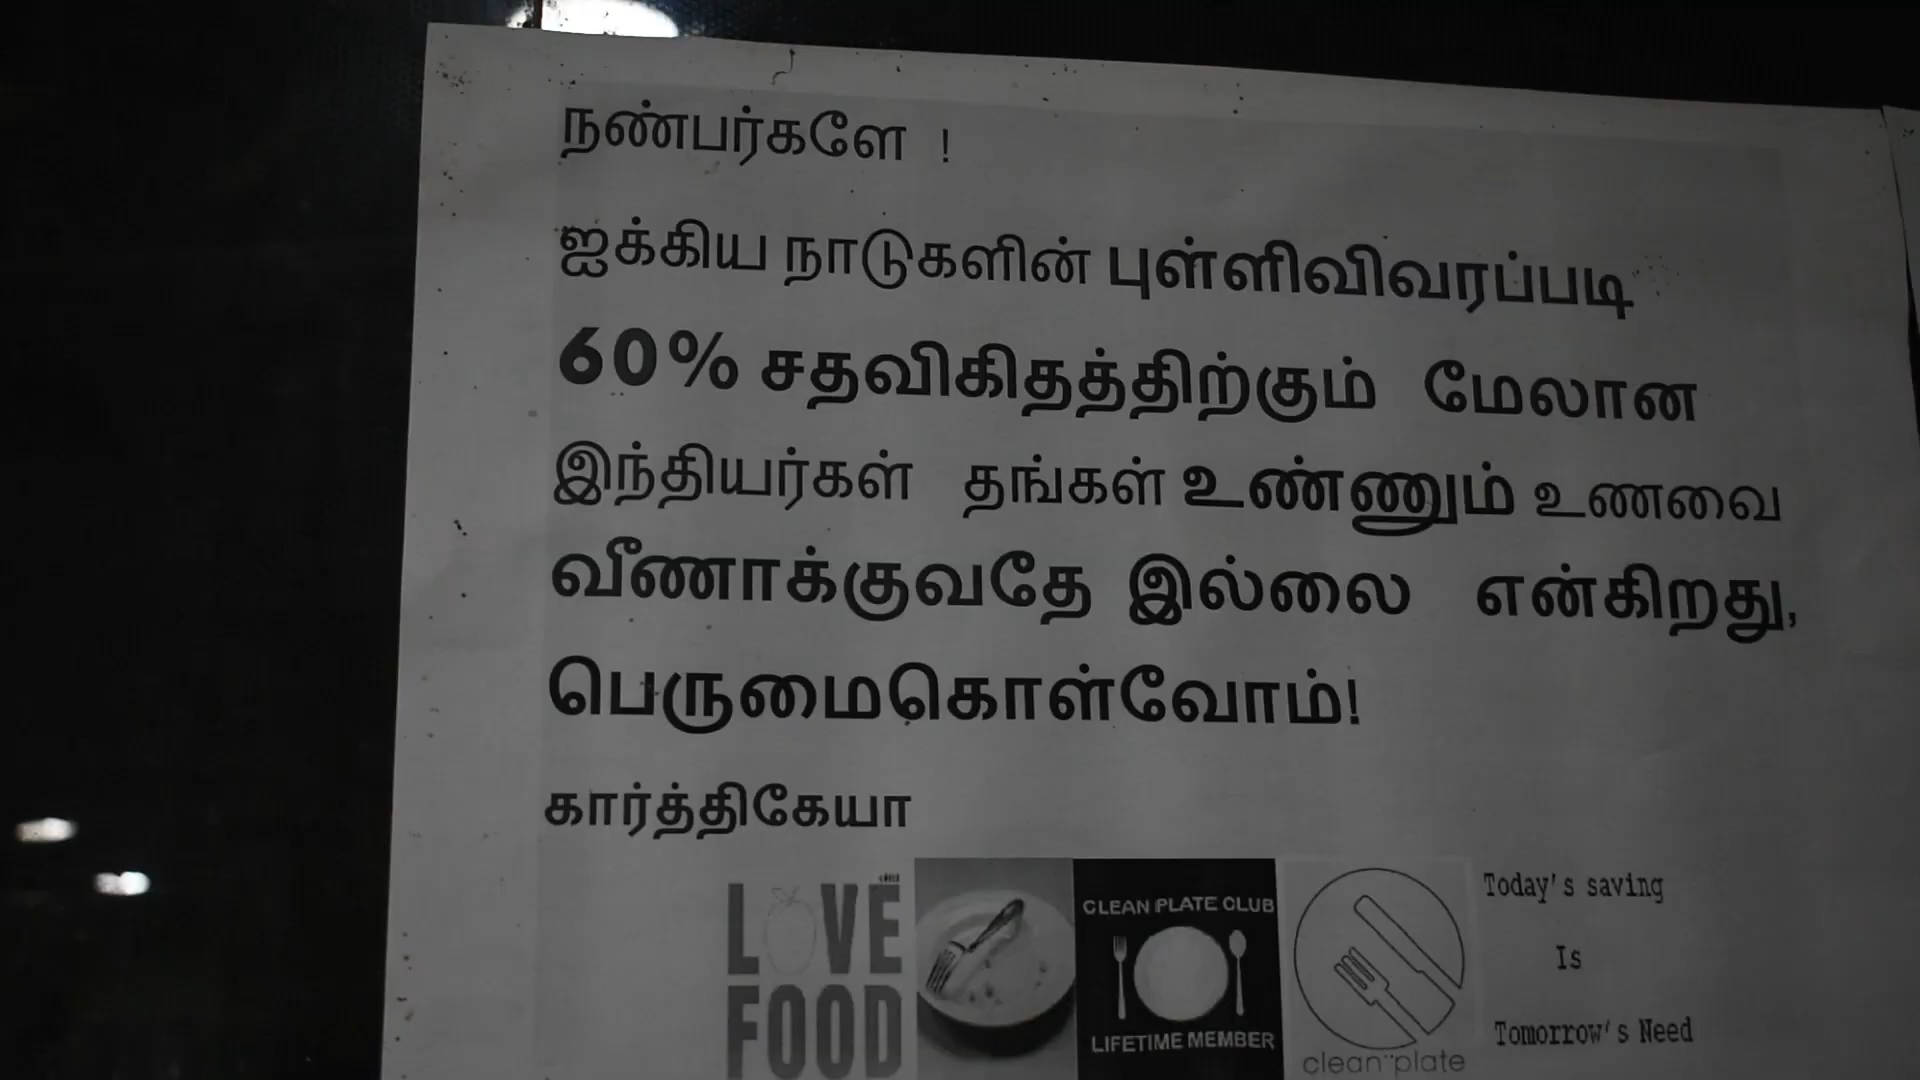 நண்பர்களே !
ஐக்கிய நாடுகளின் புள்ளிவிவரப்படி
60% சதவிகிதத்திற்கும் மேலான
இந்தியர்கள் தங்கள் உண்ணும் உணவை
வீணாக்குவதே இல்லை என்கிறது,
பெருமைகொள்வோம்!
கார்த்திகேயா
LOVE
FOOD
CLEAN PLATE CLUB
LIFETIME MEMBER
clean plate
Today's saving
Is
Tomorrow's Need